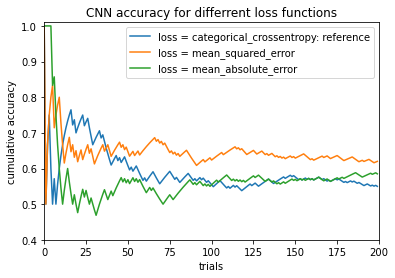 CNN accuracy for differrent loss functions
loss = categorical_crossentropy: reference
loss = mean_squared_error
loss = mean_absolute_error
cumulative accuracy
1.0
0.9
0.8
0.7
0.6
0.5
0.4
0 25 50 75 100 125 150 175 200
trials